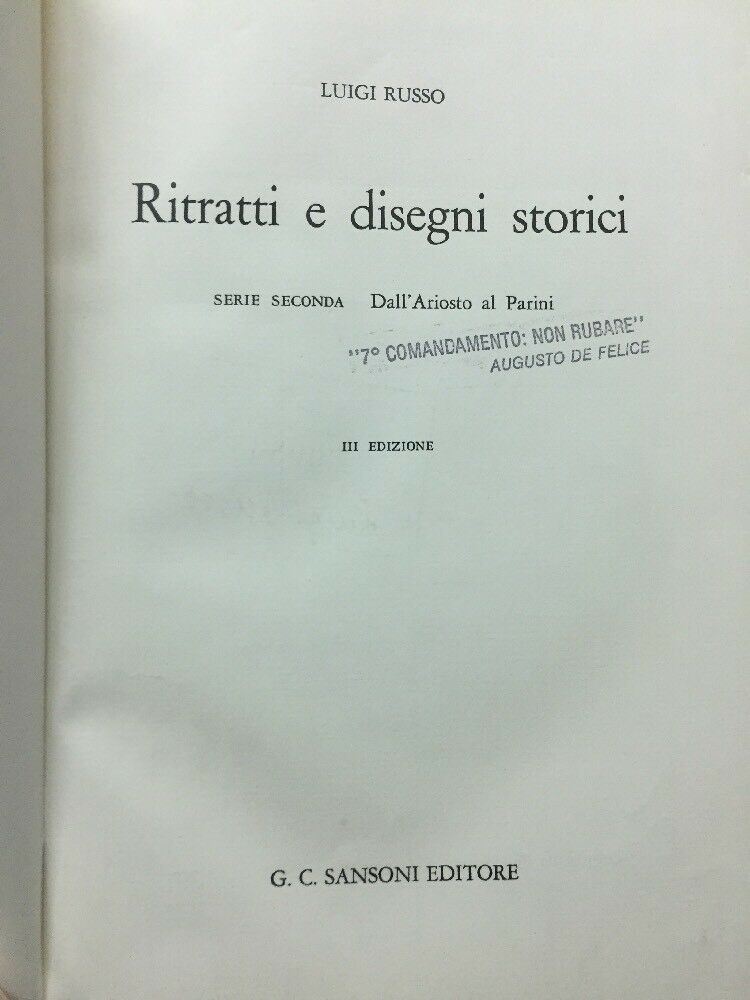 LUIGI RUSSO
Ritratti e disegni storici
SERIE SECONDA Dall'Ariosto al Parini
"7° COMANDAMENTO: NON RUBARE"
AUGUSTO DE FELICE
III EDIZIONE
G. C. SANSONI EDITORE